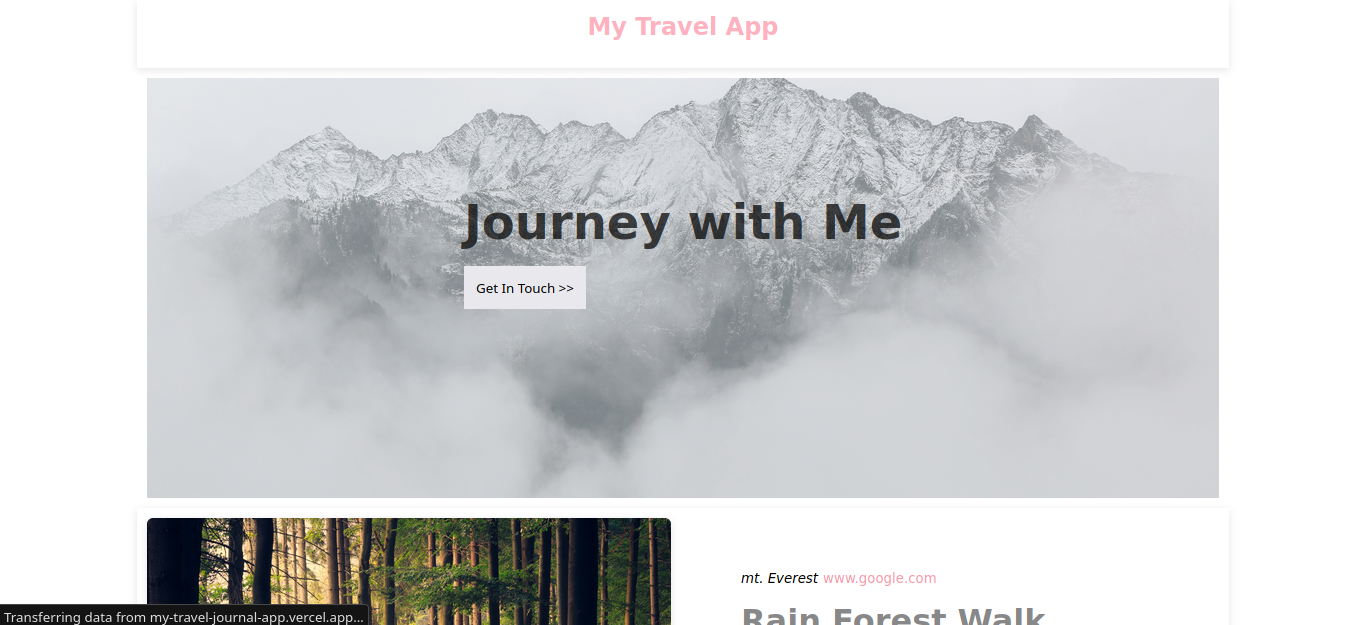 My Travel App
Journey with Me
Get In Touch >>
mt. Everest www.google.com
Rain Forest Walk
Transferring data from my-travel-journal-app.vercel.app...